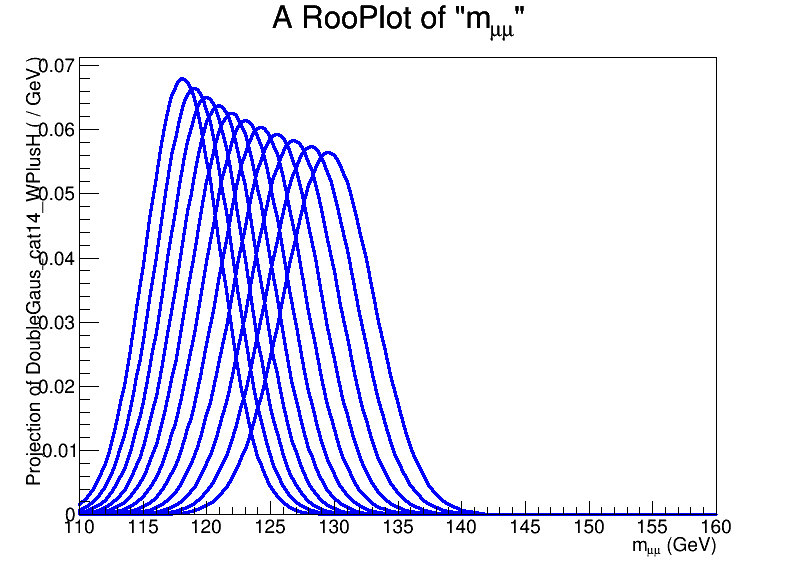 A RooPlot of "mμμ"
Projection of DoubleGaus_cat14_WPlusH ( / GeV )
0.07
0.06
0.05
0.04
0.03
0.02
0.01
0
110 115 120 125 130 135 140 145 150 155 160
mμμ (GeV)